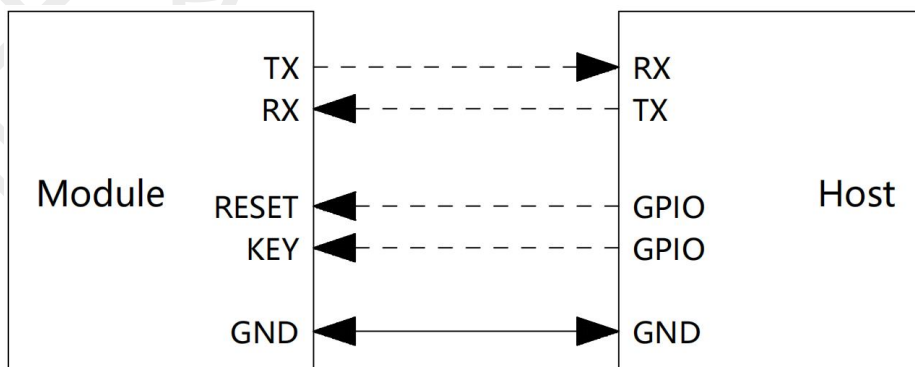 TX RX
RX TX
Module Host
RESET GPIO
KEY GPIO
GND GND